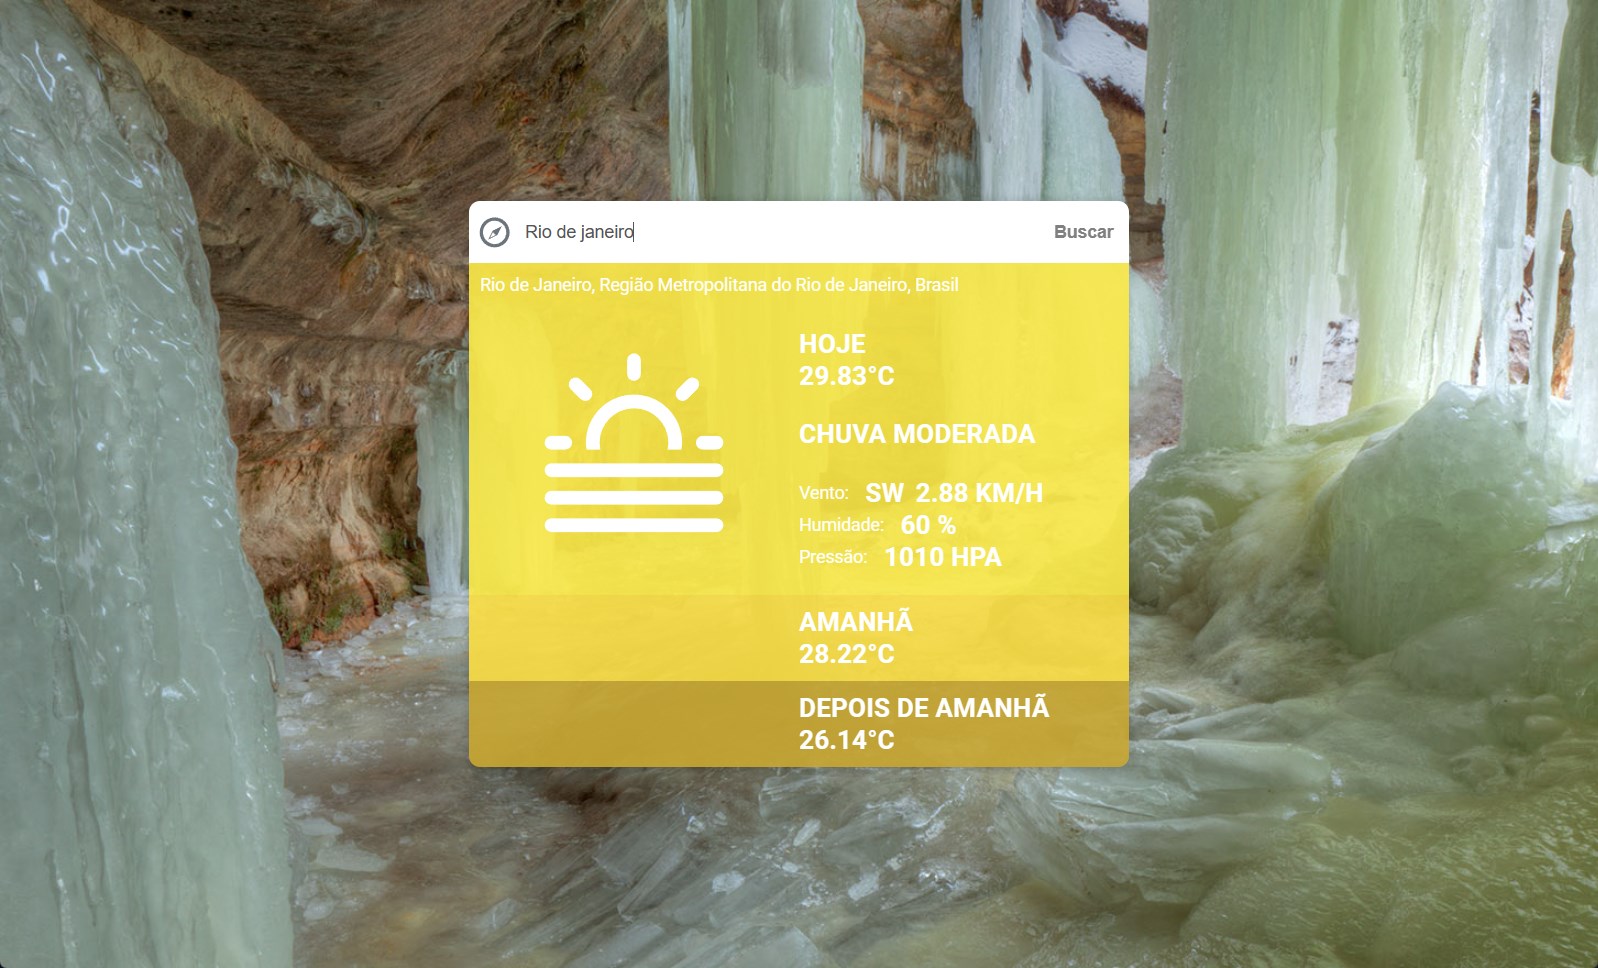 Rio de janeiro
Buscar
Rio de Janeiro, Região Metropolitana do Rio de Janeiro, Brasil
HOJE
29.83°C
CHUVA MODERADA
Vento: SW 2.88 KM/H
Humidade: 60 %
Pressão: 1010 HPA
AMANHÃ
28.22°C
DEPOIS DE AMANHÃ
26.14°C